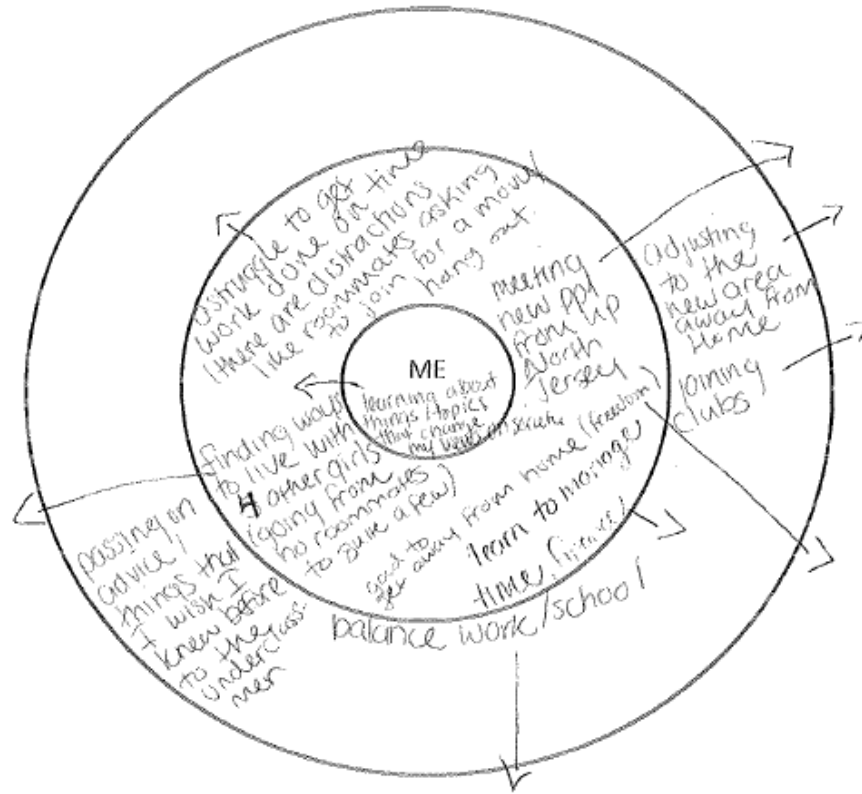 a struggle to get
work done on time
(there are distractions
like roommates asking
to join for a movie/
hang out.
meeting
new ppl
from up
North
Jersey
adjusting
to the
new area
away from
Home
joining
clubs
ME
learning about
things/topics
that change
my views on
finding ways
to live with
4 other girls
(going from
no roommates
to quite a few)
good to
get away from home (freedom)
learn to manage
time
balance work/school
passing on
advice/
things that
I wish I
knew before
to the
underclass
men